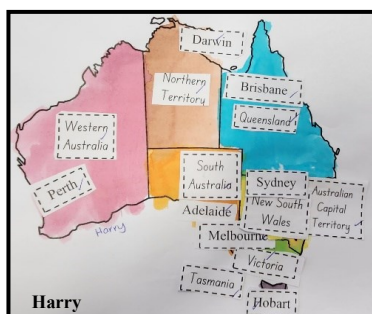 Darwin
Northern
Territory
Brisbane
Queensland
Western
Australia
Perth
South
Australia
Sydney
Australian
Capital
Territory
New South
Wales
Adelaide
Harry
Melbourne
Victoria
Tasmania
Hobart
Harry